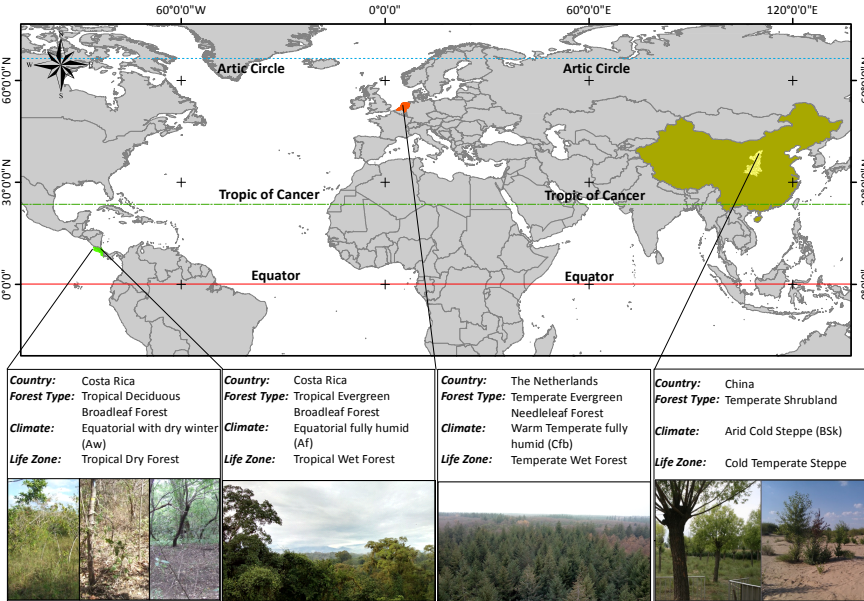 60°0'0"W 0°0'0" 60°0'0"E 120°0'0"E
Artic Circle Artic Circle
W
S
60°0'0"N
30°0'0"N
Tropic of Cancer Tropic of Cancer
Equator Equator
0°0'0"
Country: Costa Rica
Forest Type: Tropical Deciduous
Broadleaf Forest
Climate: Equatorial with dry winter
(Aw)
Life Zone: Tropical Dry Forest
Country: Costa Rica
Forest Type: Tropical Evergreen
Broadleaf Forest
Climate: Equatorial fully humid
(Af)
Life Zone: Tropical Wet Forest
Country: The Netherlands
Forest Type: Temperate Evergreen
Needleleaf Forest
Climate: Warm Temperate fully
humid (Cfb)
Life Zone: Temperate Wet Forest
Country: China
Forest Type: Temperate Shrubland
Climate: Arid Cold Steppe (BSk)
Life Zone: Cold Temperate Steppe